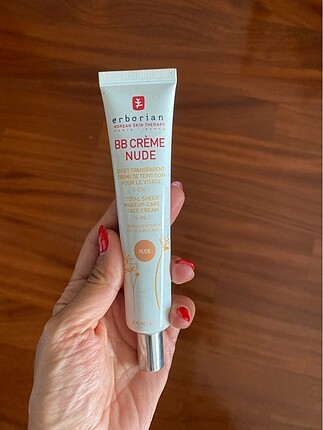 erborian
KOREAN SKIN THERAPY
BB CRÈME
NUDE
EFFET TRANSPARENT
CRÈME DE TEINT-SOIN
POUR LE VISAGE
TOTAL SHEER
MAKEUP-CARE
FACE CREAM
NUDE